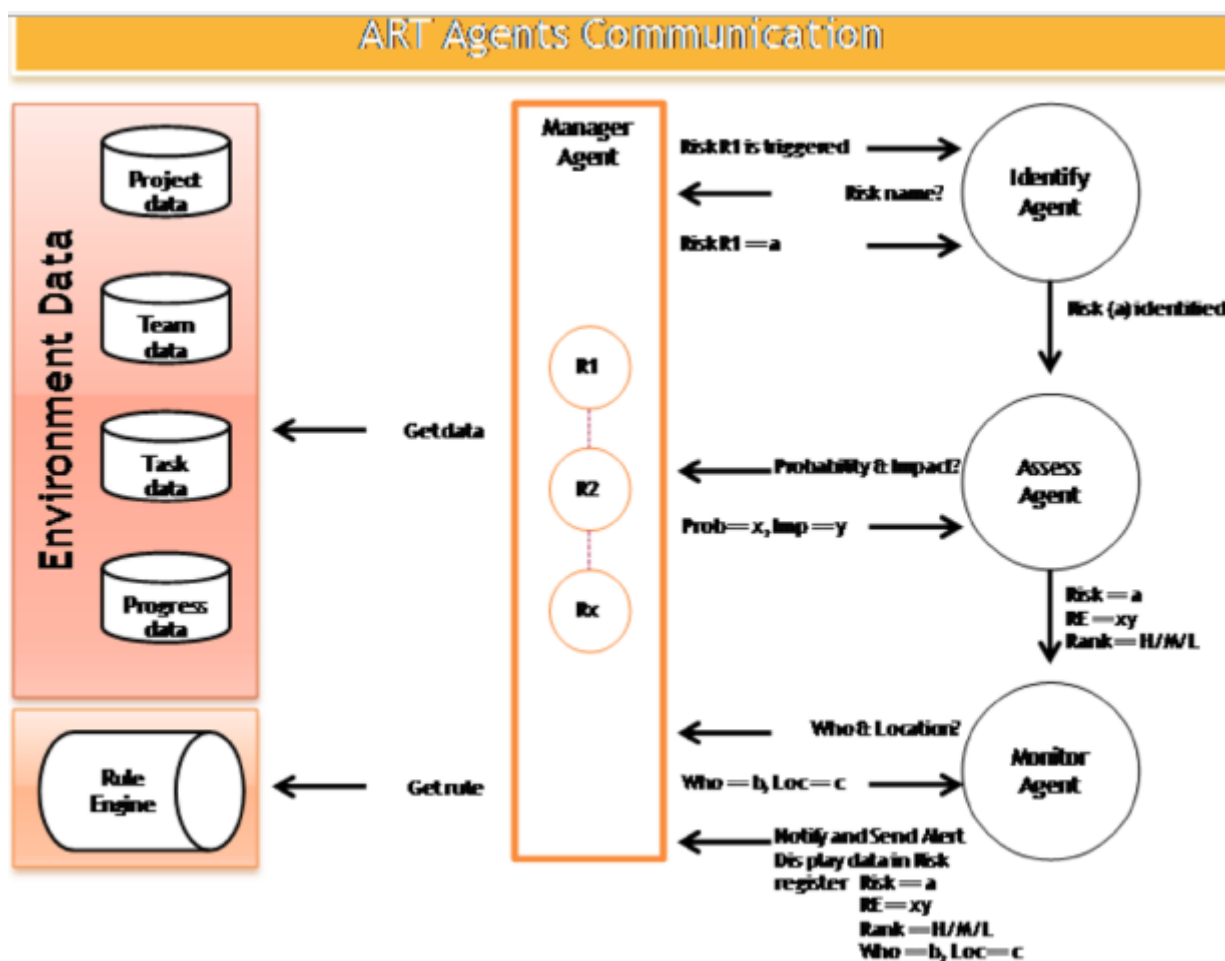 ART Agents Communication
Environment Data
Project
data
Team
data
Task
data
Progress
data
Rule
Engine
Get data
Get rute
Manager
Agent
R1
R2
Rx
Risk R1 is triggered
Risk name?
Risk R1 = a
Identify
Agent
Risk (a) identified
Probability & Impact?
Prob = x, Imp = y
Assess
Agent
Risk = a
RE = xy
Rank = H/M/L
Who & Location?
Who = b, Loc = c
Monitor
Agent
Notify and Send Alert
Display data in Risk
register Risk = a
RE = xy
Rank = H/M/L
Who = b, Loc = c